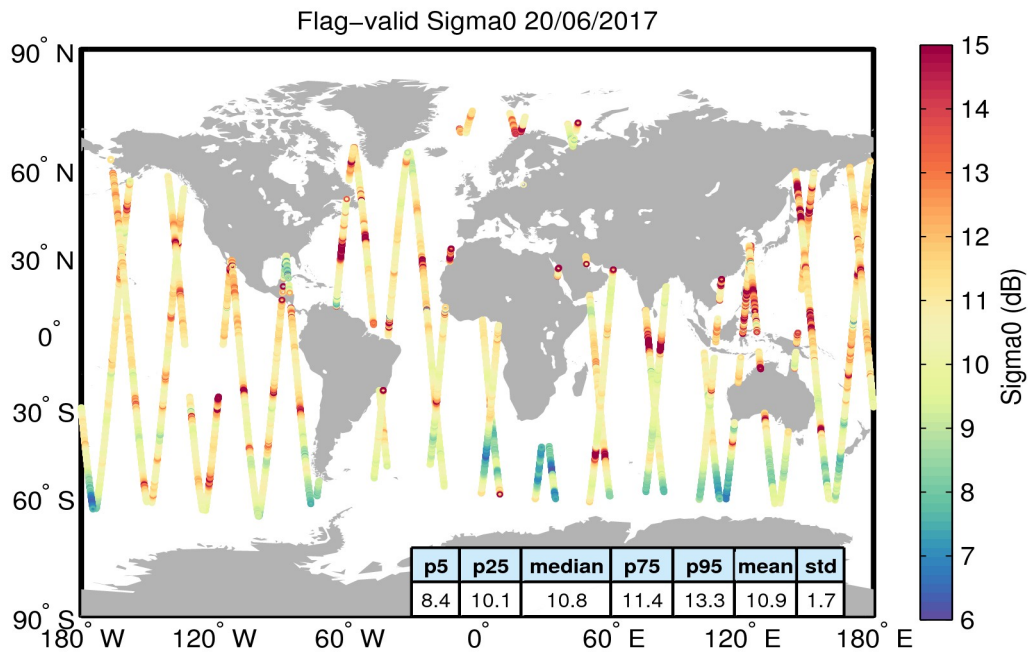 Flag−valid Sigma0 20/06/2017
90° N
60° N
30° N
0°
30° S
60° S
90° S
180° W
120° W
60° W
0°
60° E
120° E
180° E
p5 p25 median p75 p95 mean std
8.4 10.1 10.8 11.4 13.3 10.9 1.7
15
14
13
12
11
10
9
8
7
6
Sigma0 (dB)